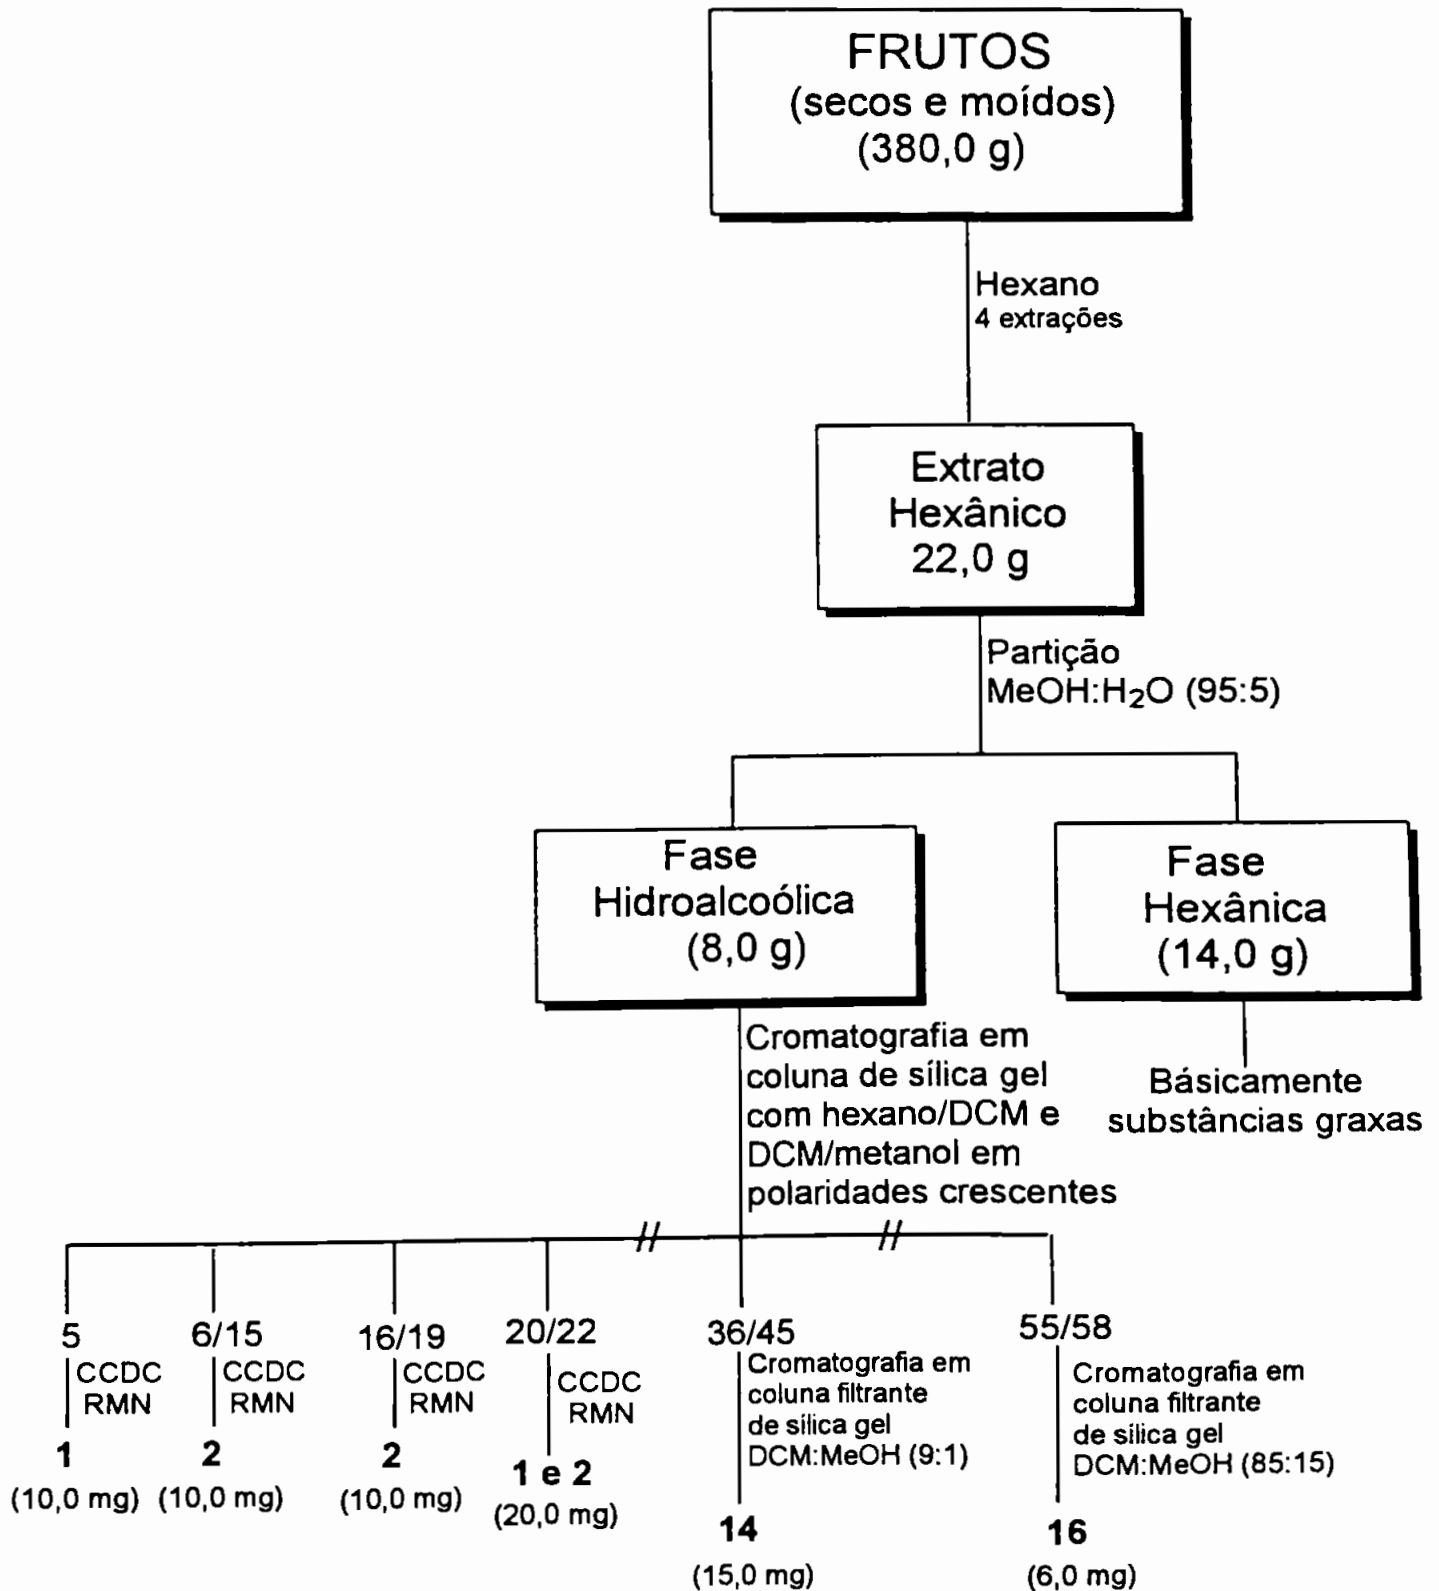 FRUTOS
(secos e moídos)
(380,0 g)
Hexano
4 extrações
Extrato
Hexânico
22,0 g
Partição
MeOH:H₂O (95:5)
Fase
Hidroalcoólica
(8,0 g)
Fase
Hexânica
(14,0 g)
Cromatografia em
coluna de sílica gel
com hexano/DCM e
DCM/metanol em
polaridades crescentes
Básicamente
substâncias graxas
//
//
5
CCDC
RMN
1
(10,0 mg)
6/15
CCDC
RMN
2
(10,0 mg)
16/19
CCDC
RMN
2
(10,0 mg)
20/22
CCDC
RMN
1 e 2
(20,0 mg)
36/45
Cromatografia em
coluna filtrante
de sílica gel
DCM:MeOH (9:1)
14
(15,0 mg)
55/58
Cromatografia em
coluna filtrante
de sílica gel
DCM:MeOH (85:15)
16
(6,0 mg)